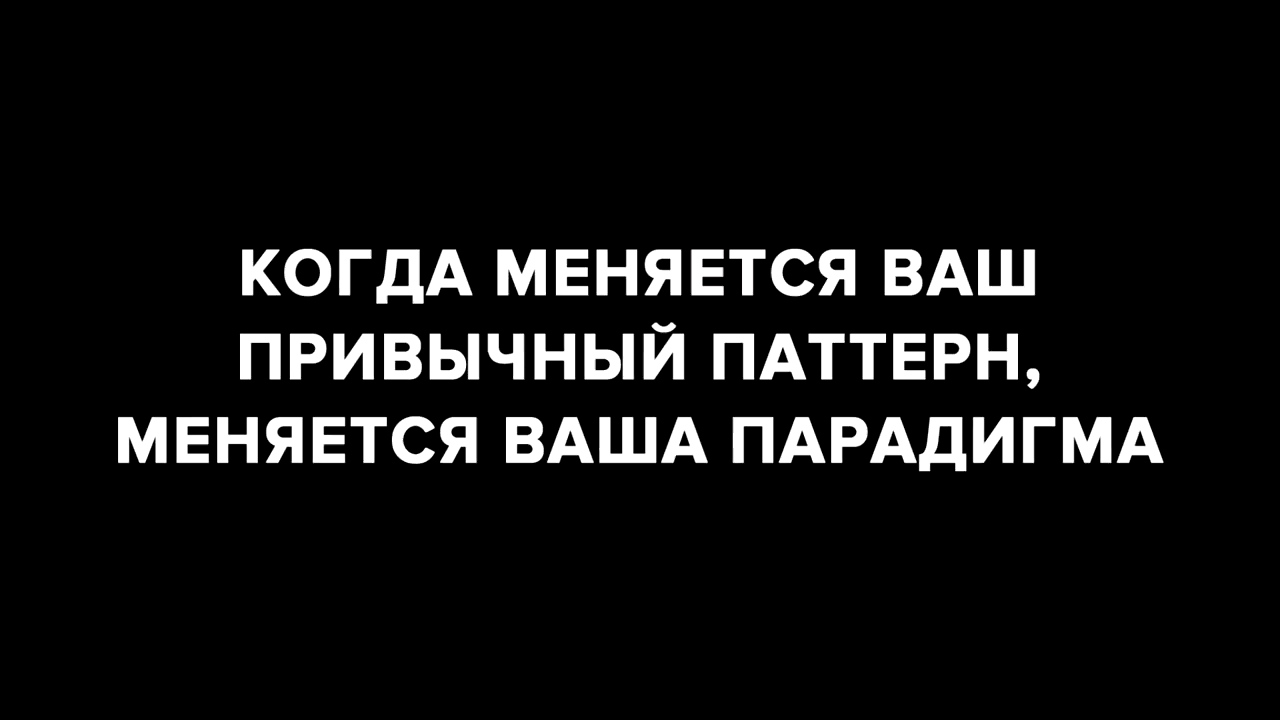 КОГДА МЕНЯЕТСЯ ВАШ
ПРИВЫЧНЫЙ ПАТТЕРН,
МЕНЯЕТСЯ ВАША ПАРАДИГМА